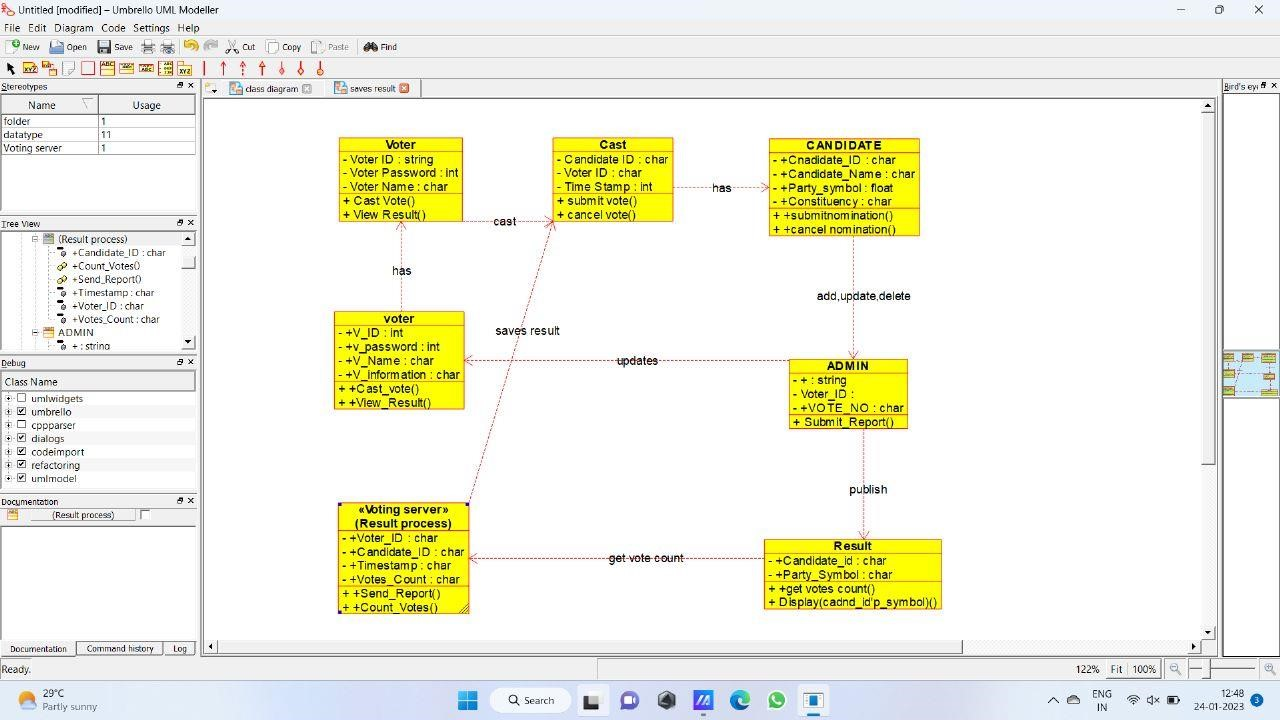 Untitled [modified] – Umbrello UML Modeller
File Edit Diagram Code Settings Help
New Open Save Cut Copy Paste Find
Stereotypes
Name Usage
folder 1
datatype 11
Voting server 1
Tree View
(Result process)
+Candidate_ID : char
+Count_Votes()
+Send_Report()
+Timestamp : char
+Voter_ID : char
+Votes_Count : char
ADMIN
+ : string
Debug
Class Name
umlwidgets
umbrello
cppparser
dialogs
codeimport
refactoring
umlmodel
Documentation
(Result process)
Documentation Command history Log
class diagram saves result
Voter
- Voter ID : string
- Voter Password : int
- Voter Name : char
+ Cast Vote()
+ View Result()
cast
Cast
- Candidate ID : char
- Voter ID : char
- Time Stamp : int
+ submit vote()
+ cancel vote()
has
CANDIDATE
- +Cnadidate_ID : char
- +Candidate_Name : char
- +Party_symbol : float
- +Constituency : char
+ +submitnomination()
+ +cancel nomination()
has
add,update,delete
voter
- +V_ID : int
- +v_password : int
- +V_Name : char
- +V_information : char
+ +Cast_vote()
+ +View_Result()
saves result
updates
ADMIN
- + : string
- Voter_ID :
- +VOTE_NO : char
+ Submit_Report()
publish
«Voting server»
(Result process)
- +Voter_ID : char
- +Candidate_ID : char
- +Timestamp : char
- +Votes_Count : char
+ +Send_Report()
+ +Count_Votes()
get vote count
Result
- +Candidate_id : char
- +Party_Symbol : char
+ +get votes count()
+ Display(cadnd_id'p_symbol)()
Bird's ey
Ready.
122% Fit 100%
29°C
Partly sunny
Search
ENG
IN
12:48
24-01-2023
3